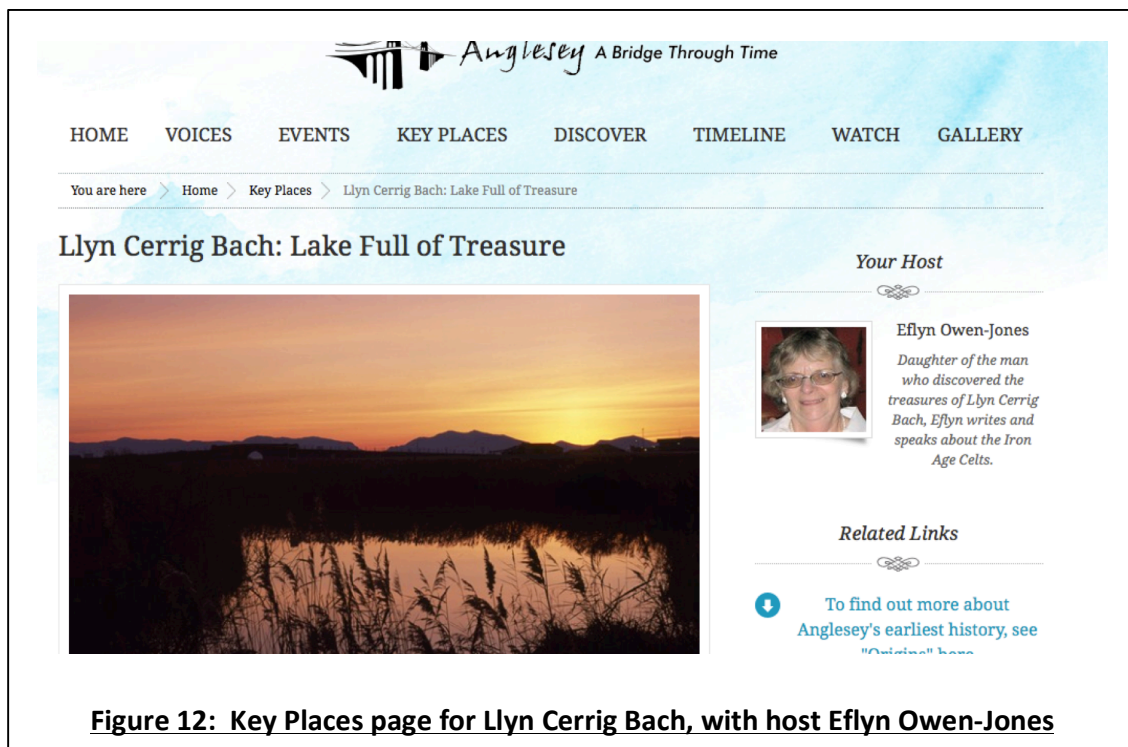 Anglesey A Bridge Through Time
HOME VOICES EVENTS KEY PLACES DISCOVER TIMELINE WATCH GALLERY
You are here Home Key Places Llyn Cerrig Bach: Lake Full of Treasure
Llyn Cerrig Bach: Lake Full of Treasure
Your Host
Eflyn Owen-Jones
Daughter of the man
who discovered the
treasures of Llyn Cerrig
Bach, Eflyn writes and
speaks about the Iron
Age Celts.
Related Links
To find out more about
Anglesey's earliest history, see
"Origins" here
Figure 12: Key Places page for Llyn Cerrig Bach, with host Eflyn Owen-Jones